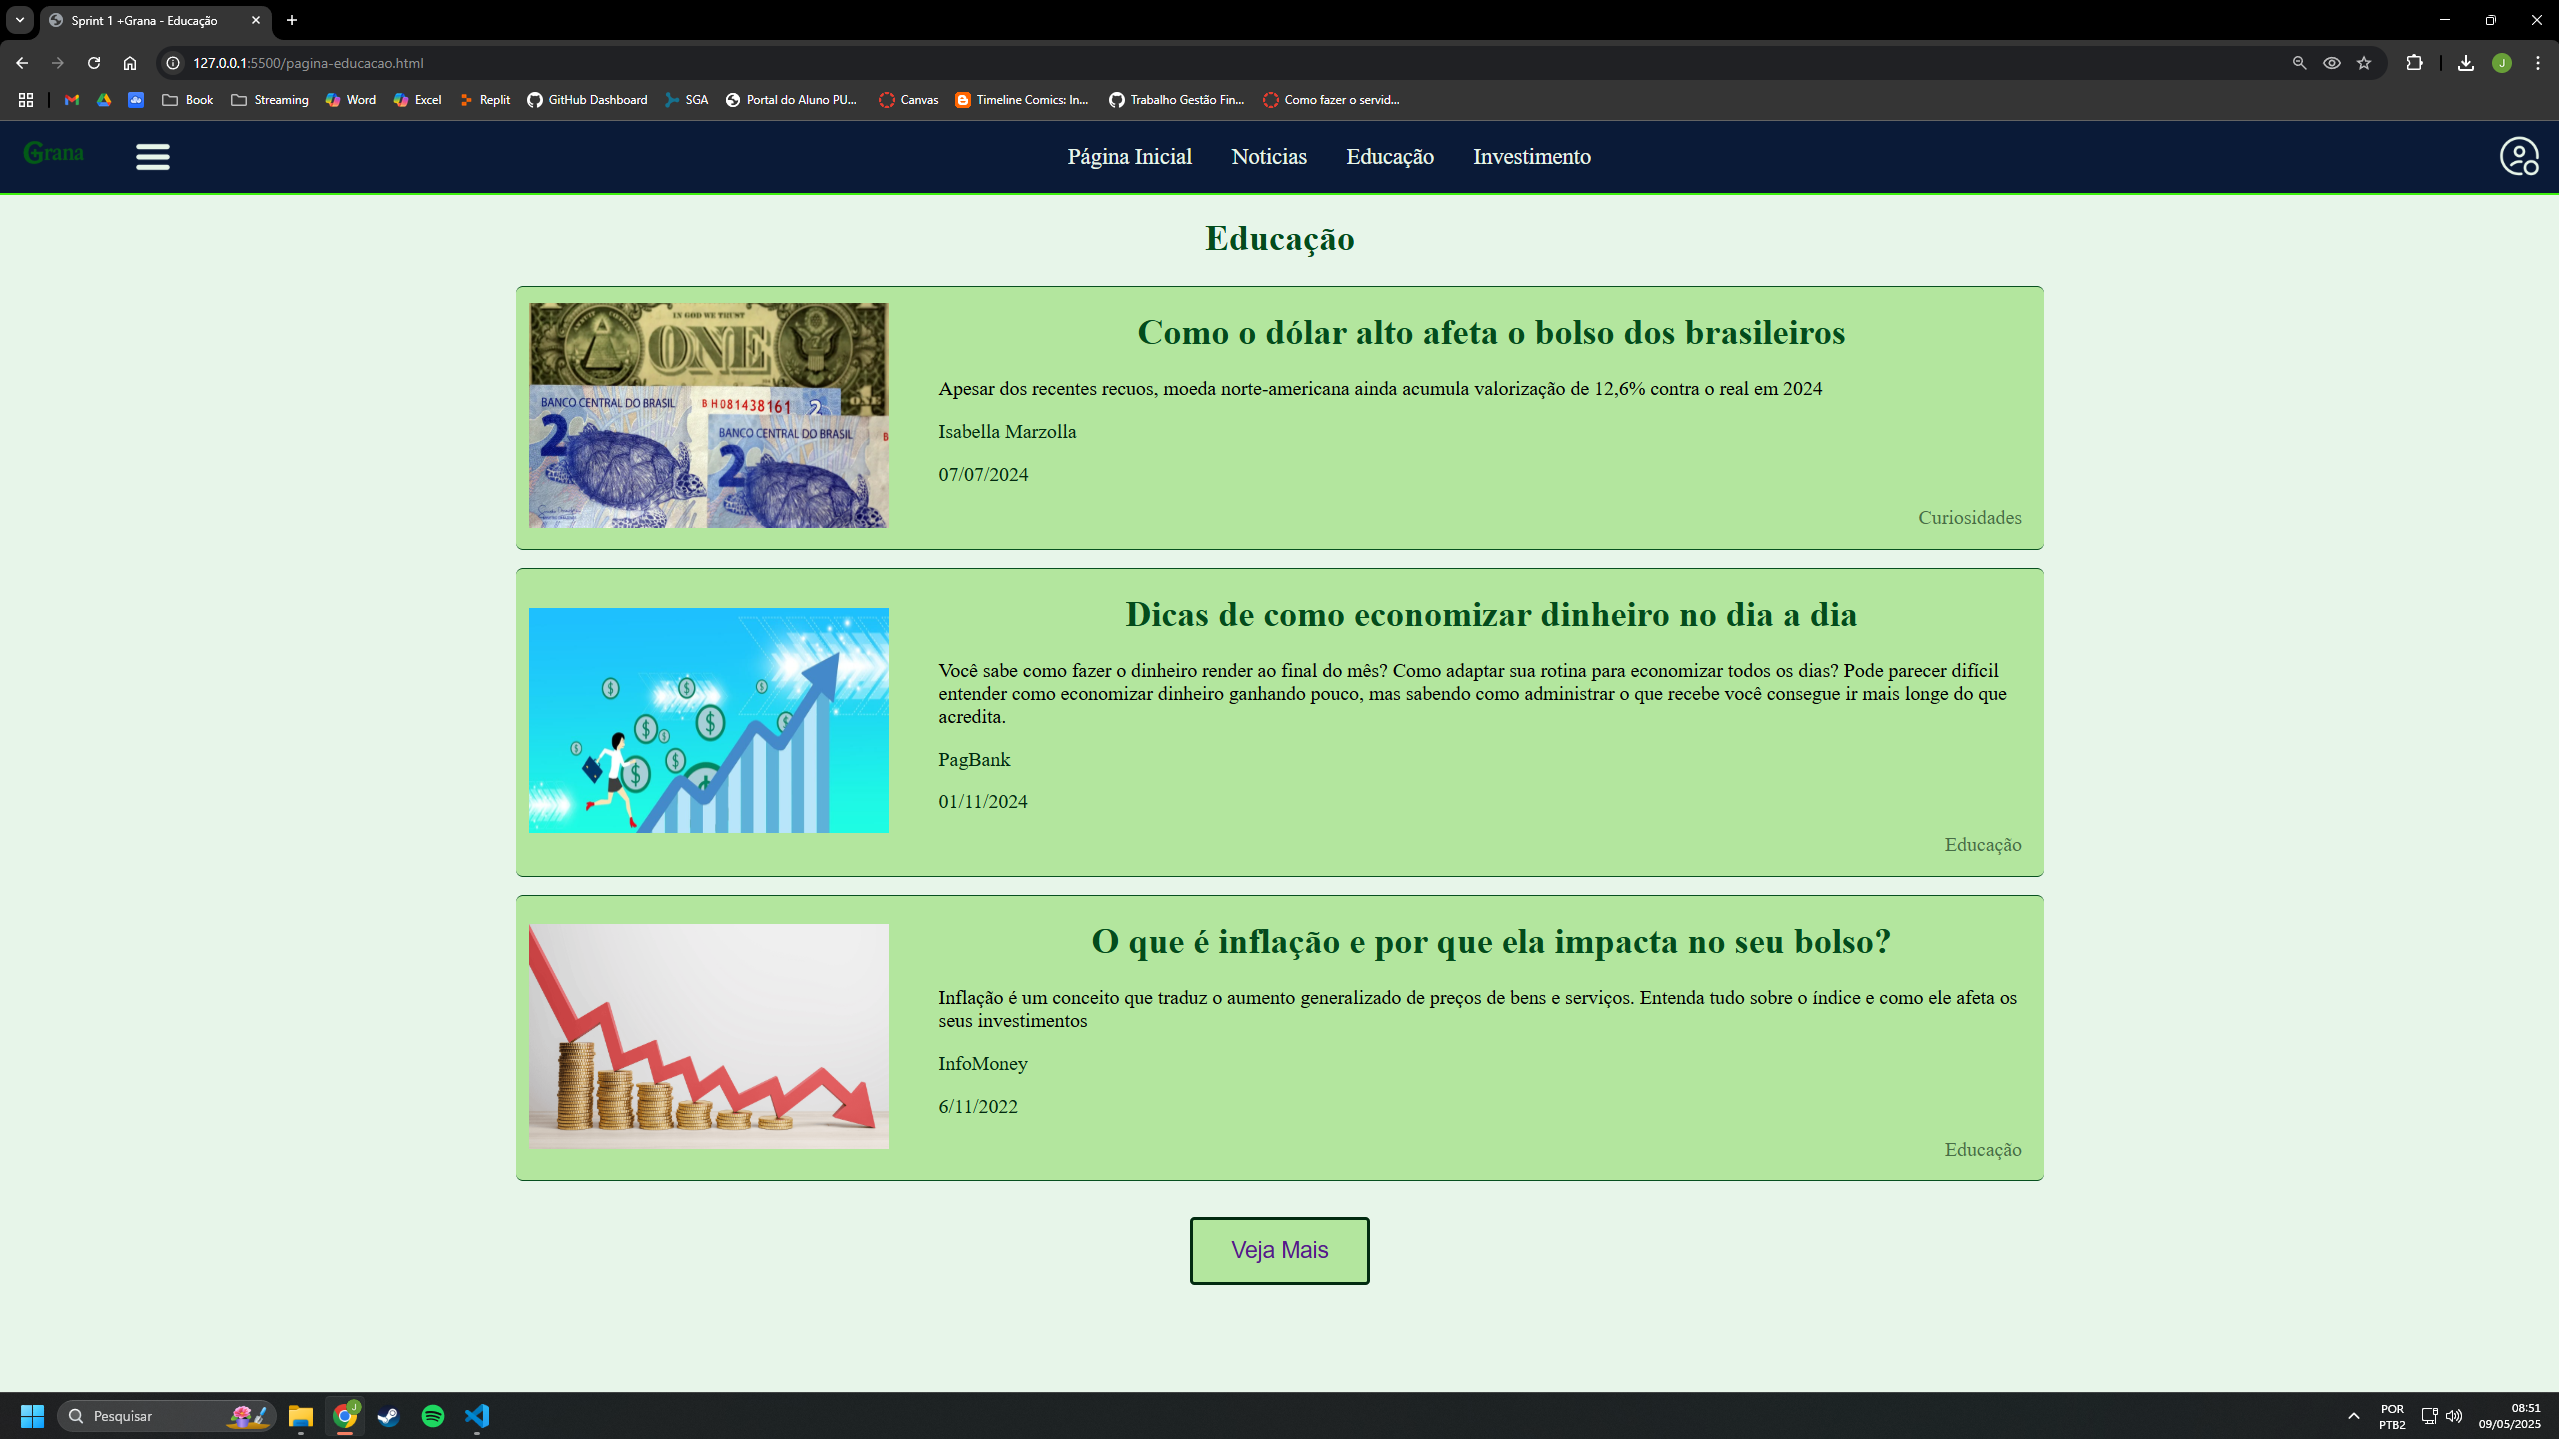 Sprint 1 +Grana - Educação
127.0.0.1:5500/pagina-educacao.html
J
Book
Streaming
Word
Excel
Replit
GitHub Dashboard
SGA
Portal do Aluno PU...
Canvas
Timeline Comics: In...
Trabalho Gestão Fin...
Como fazer o servid...
Grana
Página Inicial
Noticias
Educação
Investimento
Educação
IN GOD WE TRUST
ONE
BANCO CENTRAL DO BRASIL
BH081438161
2
2
BANCO CENTRAL DO BRASIL
2
Como o dólar alto afeta o bolso dos brasileiros
Apesar dos recentes recuos, moeda norte-americana ainda acumula valorização de 12,6% contra o real em 2024
Isabella Marzolla
07/07/2024
Curiosidades
Dicas de como economizar dinheiro no dia a dia
Você sabe como fazer o dinheiro render ao final do mês? Como adaptar sua rotina para economizar todos os dias? Pode parecer difícil
entender como economizar dinheiro ganhando pouco, mas sabendo como administrar o que recebe você consegue ir mais longe do que
acredita.
PagBank
01/11/2024
Educação
O que é inflação e por que ela impacta no seu bolso?
Inflação é um conceito que traduz o aumento generalizado de preços de bens e serviços. Entenda tudo sobre o índice e como ele afeta os
seus investimentos
InfoMoney
6/11/2022
Educação
Veja Mais
Pesquisar
POR
PTB2
08:51
09/05/2025